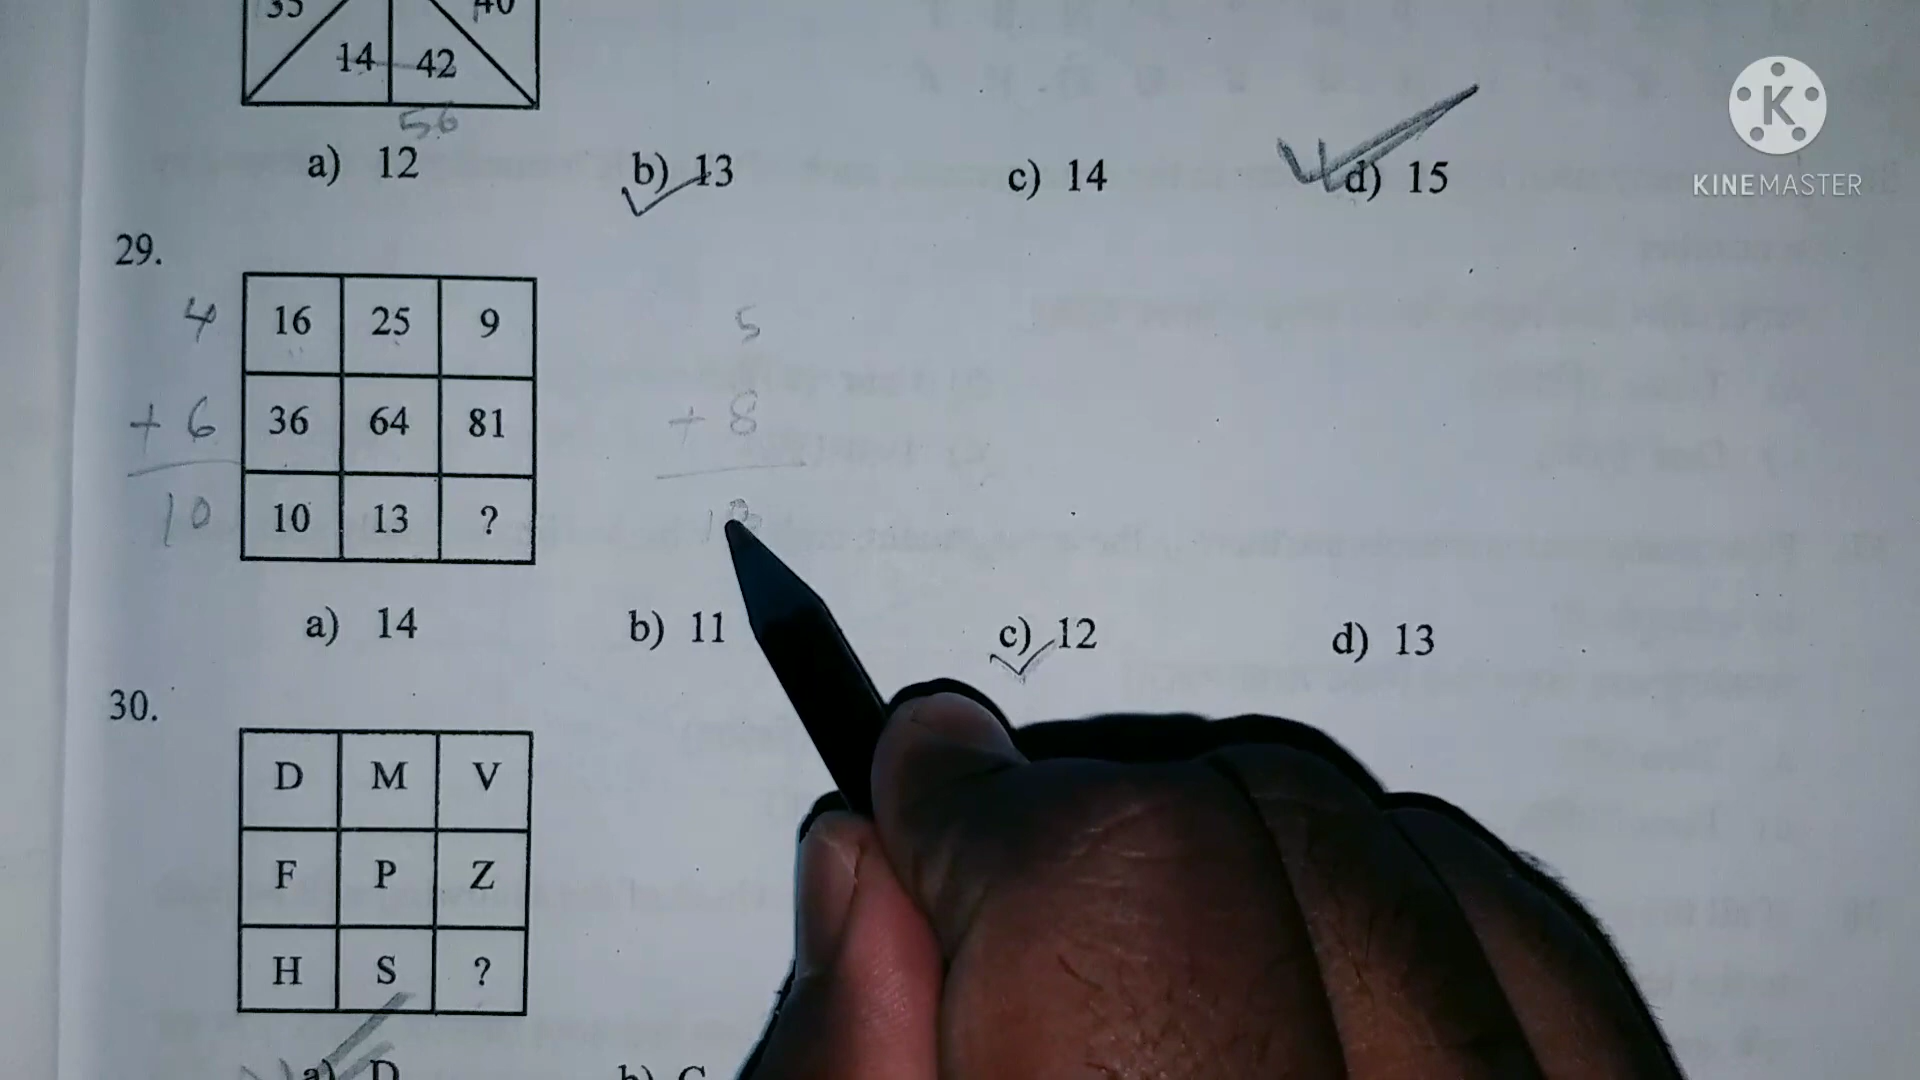 35 40
14 42
56
a) 12 b) 13 c) 14 d) 15
KINEMASTER
29.
4 16 25 9 5
+ 6 36 64 81 + 8
10 10 13 ?
a) 14 b) 11 c) 12 d) 13
30.
D M V
F P Z
H S ?
a) D b) C